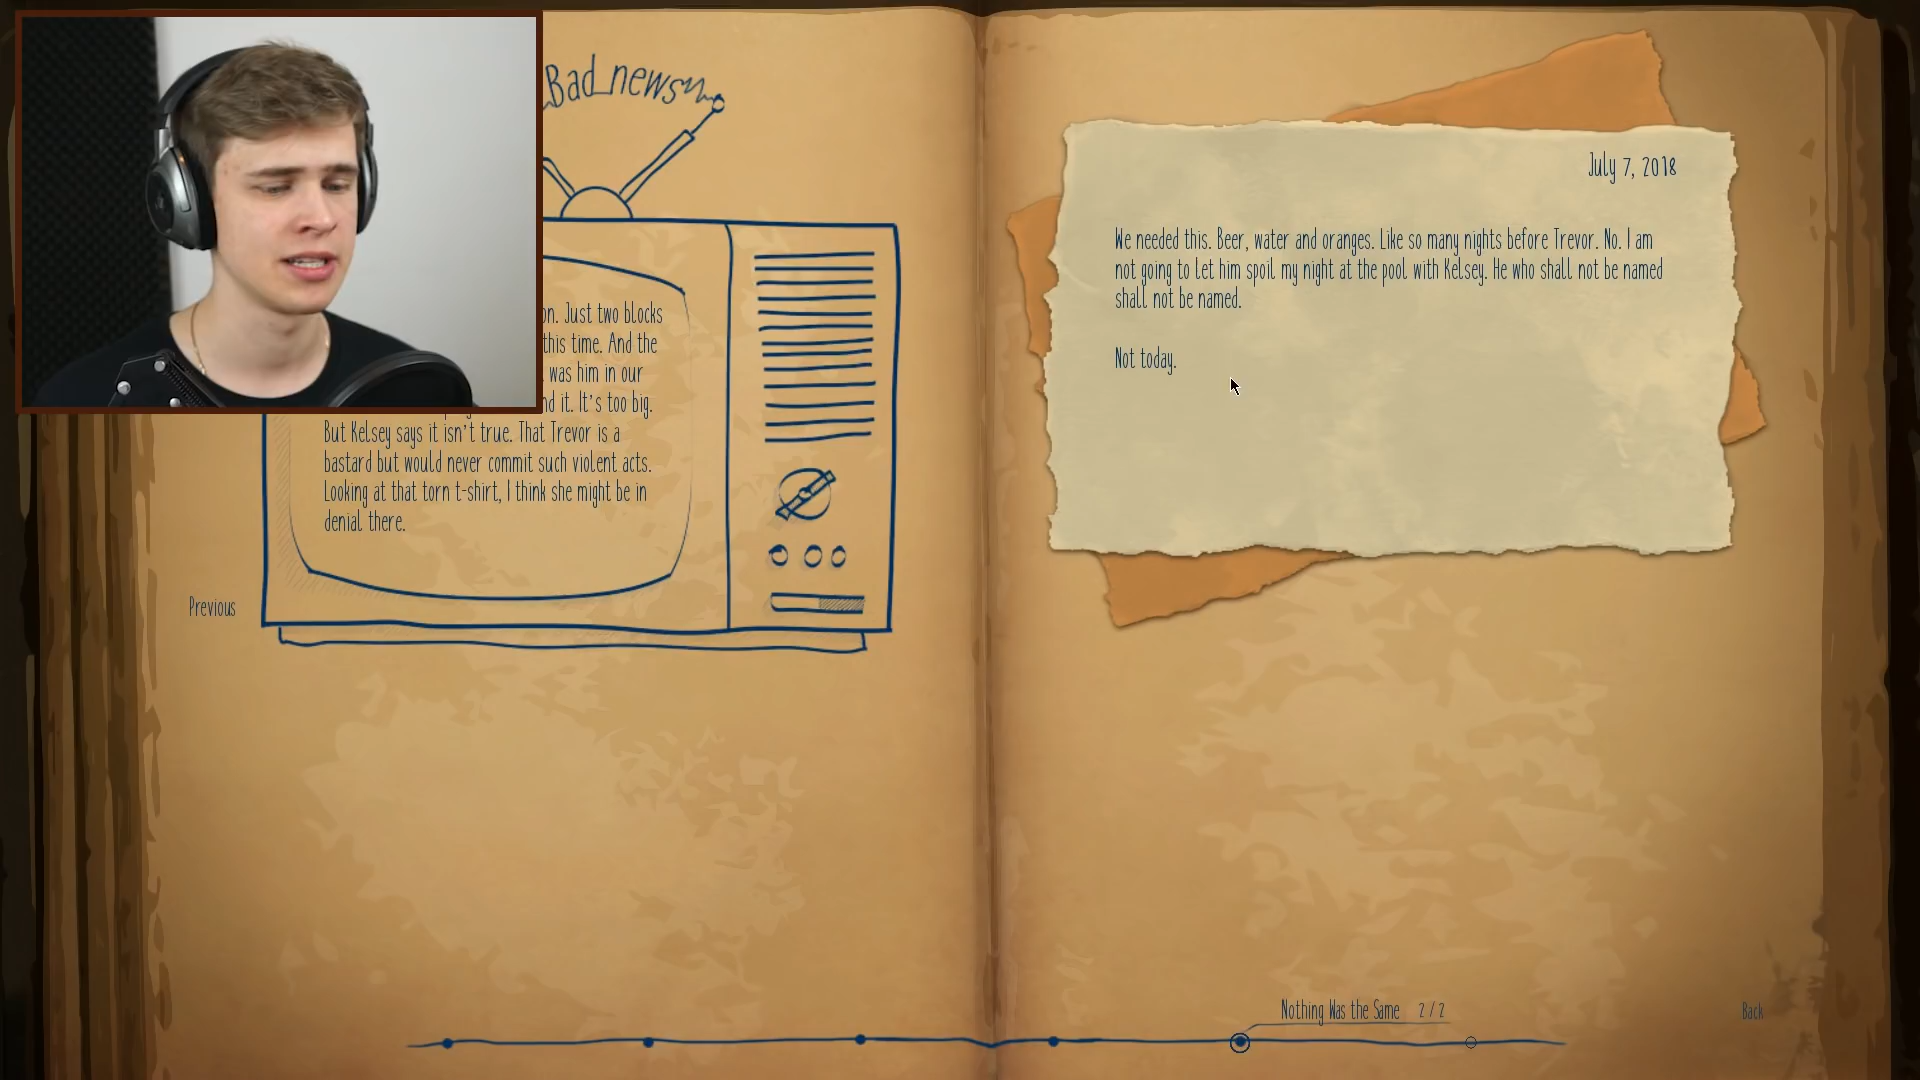 Bad news
on. Just two blocks
this time. And the
was him in our
nd it. It's too big.
But Kelsey says it isn't true. That Trevor is a
bastard but would never commit such violent acts.
Looking at that torn t-shirt, I think she might be in
denial there.
Previous
July 7, 2018
We needed this. Beer, water and oranges. Like so many nights before Trevor. No. I am
not going to let him spoil my night at the pool with Kelsey. He who shall not be named
shall not be named.
Not today.
Nothing Was the Same 2 / 2
Back